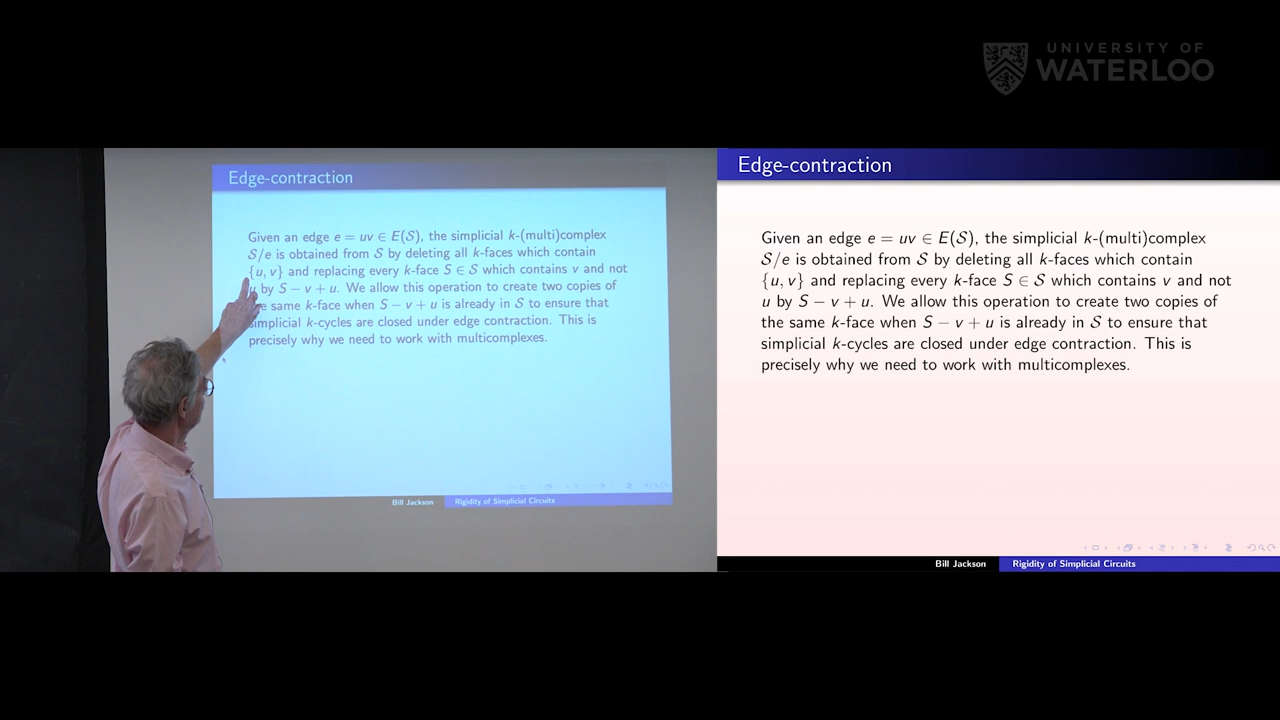 UNIVERSITY OF
WATERLOO
Edge-contraction
Given an edge e = uv ∈ E(𝒮), the simplicial k-(multi)complex
𝒮/e is obtained from 𝒮 by deleting all k-faces which contain
{u, v} and replacing every k-face S ∈ 𝒮 which contains v and not
by S − v + u. We allow this operation to create two copies of
same k-face when S − v + u is already in 𝒮 to ensure that
simplicial k-cycles are closed under edge contraction. This is
precisely why we need to work with multicomplexes.
Bill Jackson
Rigidity of Simplicial Circuits
Edge-contraction
Given an edge e = uv ∈ E(𝒮), the simplicial k-(multi)complex
𝒮/e is obtained from 𝒮 by deleting all k-faces which contain
{u, v} and replacing every k-face S ∈ 𝒮 which contains v and not
u by S − v + u. We allow this operation to create two copies of
the same k-face when S − v + u is already in 𝒮 to ensure that
simplicial k-cycles are closed under edge contraction. This is
precisely why we need to work with multicomplexes.
Bill Jackson
Rigidity of Simplicial Circuits